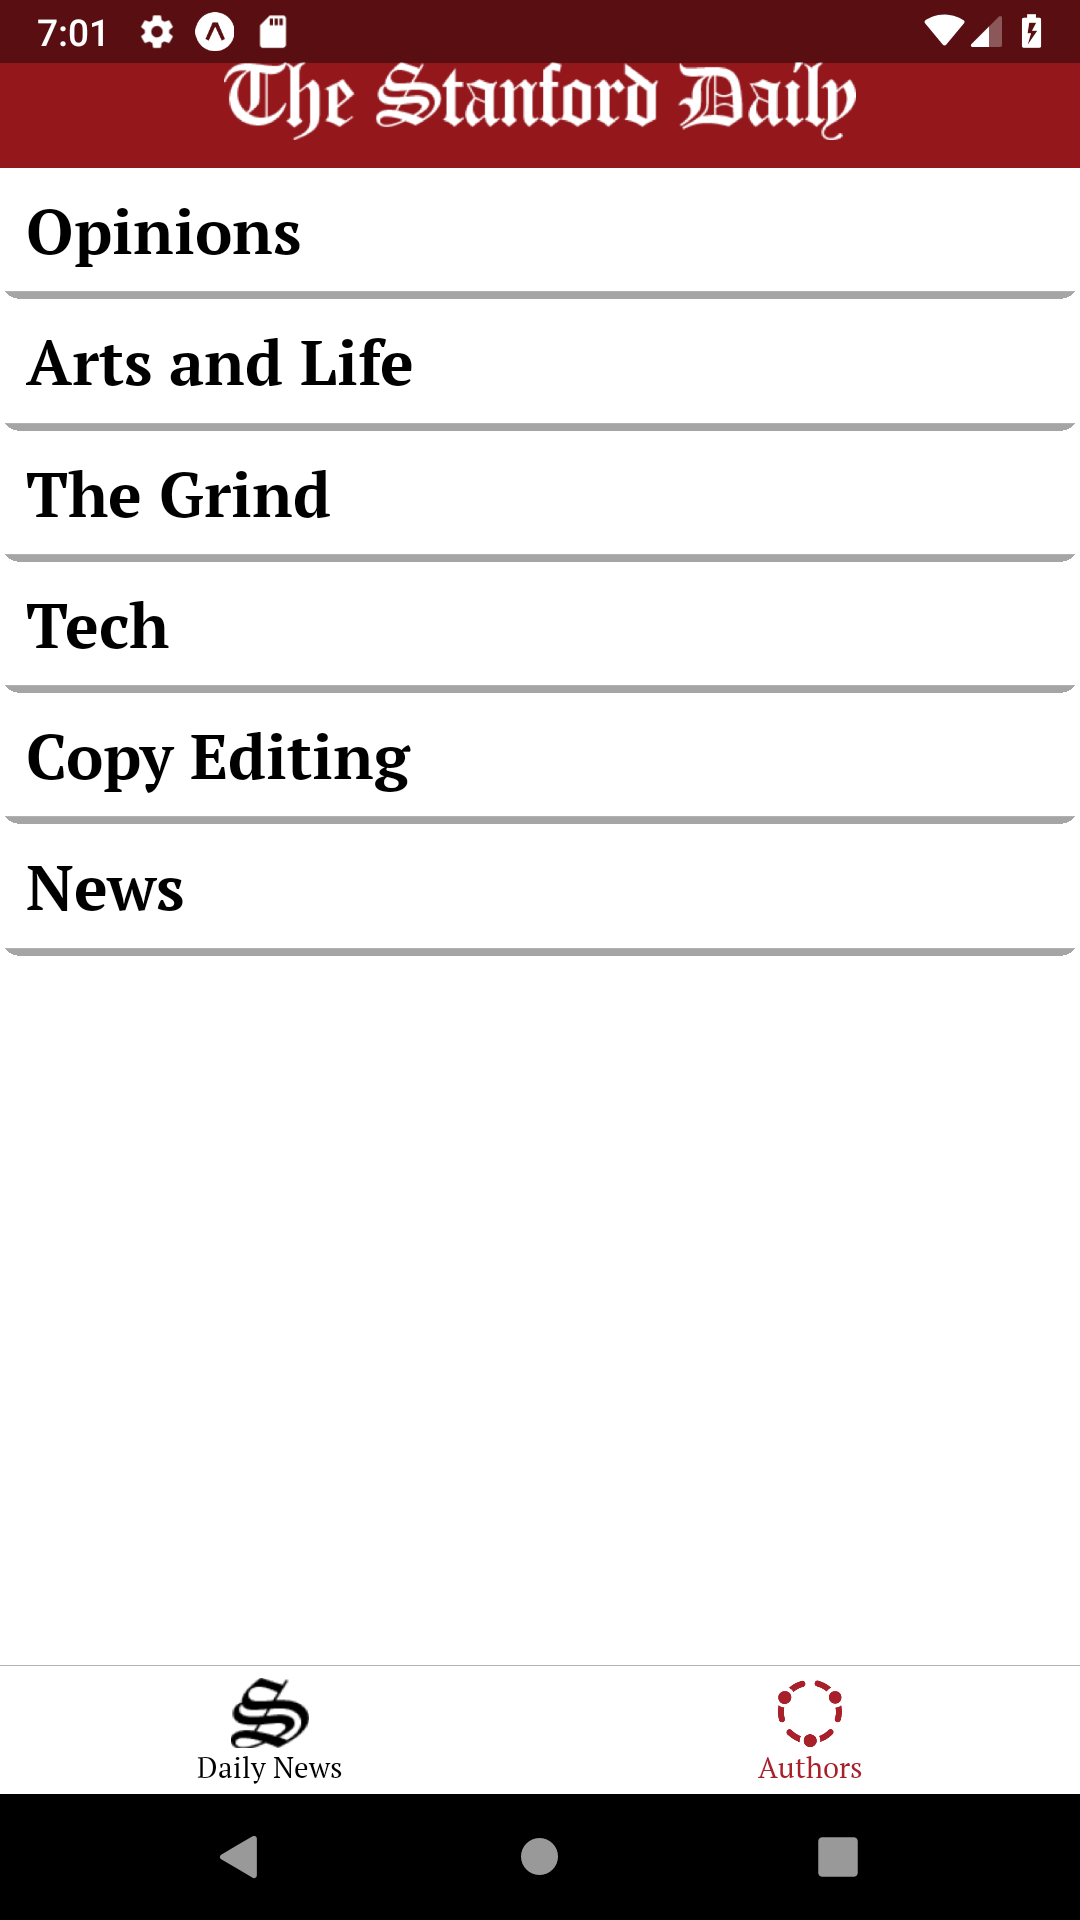 7:01
The Stanford Daily
Opinions
Arts and Life
The Grind
Tech
Copy Editing
News
Daily News
Authors